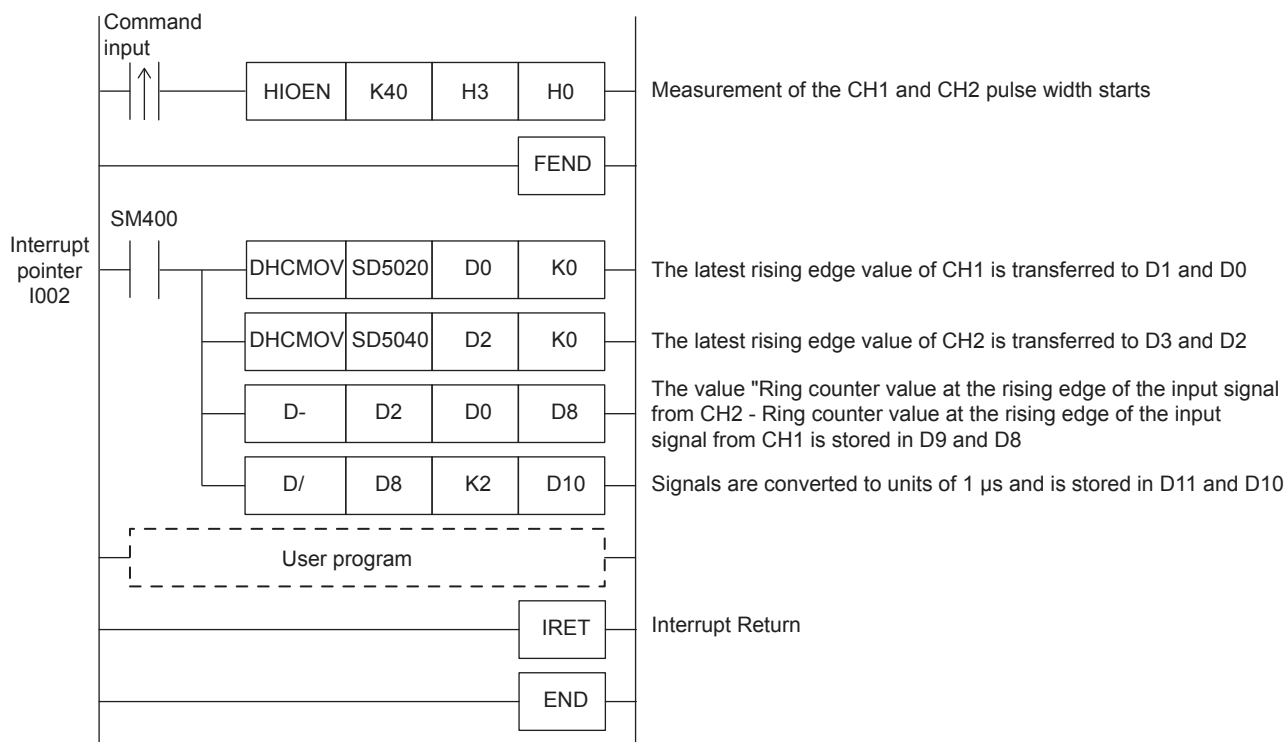 Command
input
HIOEN K40 H3 H0 Measurement of the CH1 and CH2 pulse width starts
FEND
SM400
Interrupt
pointer
I002
DHCMOV SD5020 D0 K0 The latest rising edge value of CH1 is transferred to D1 and D0
DHCMOV SD5040 D2 K0 The latest rising edge value of CH2 is transferred to D3 and D2
D- D2 D0 D8 The value "Ring counter value at the rising edge of the input signal
from CH2 - Ring counter value at the rising edge of the input
signal from CH1 is stored in D9 and D8
D/ D8 K2 D10 Signals are converted to units of 1 µs and is stored in D11 and D10
User program
IRET Interrupt Return
END